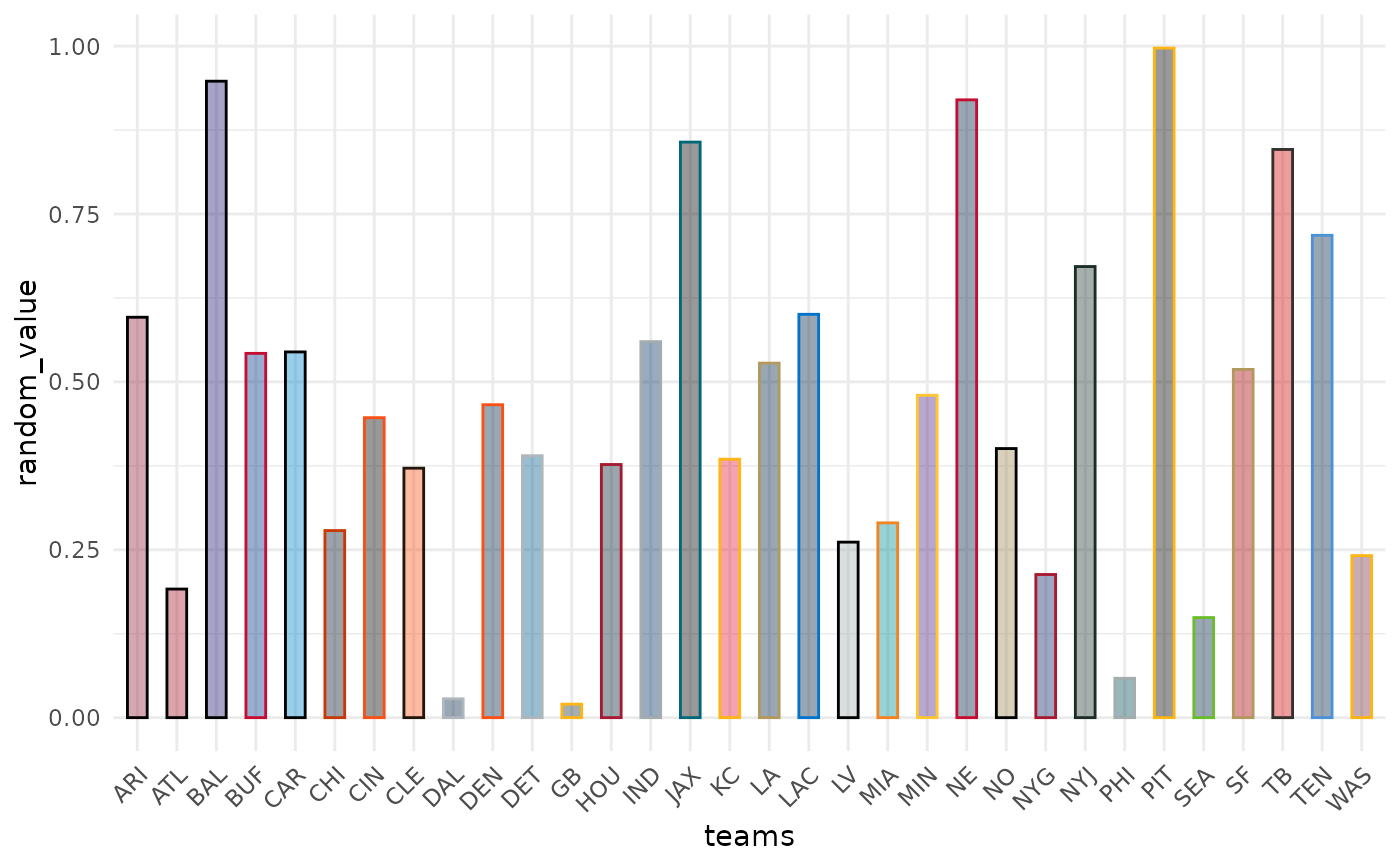 1.00
0.75
0.50
0.25
0.00
random_value
ARI ATL BAL BUF CAR CHI CIN CLE DAL DEN DET GB HOU IND JAX KC LA LAC LV MIA MIN NE NO NYG NYJ PHI PIT SEA SF TB TEN WAS
teams